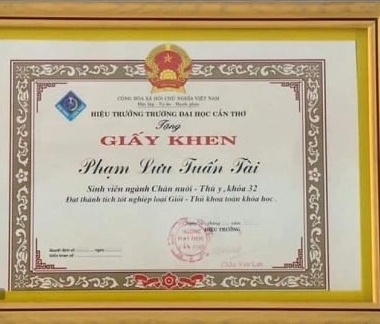 CỘNG HÒA XÃ HỘI CHỦ NGHĨA VIỆT NAM
Độc lập - Tự do - Hạnh phúc
HIỆU TRƯỞNG TRƯỜNG ĐẠI HỌC CẦN THƠ
Tặng
GIẤY KHEN
Phạm Lưu Tuấn Tài
Sinh viên ngành Chăn nuôi - Thú y, khóa 32
Đạt thành tích tốt nghiệp loại Giỏi - Thủ khoa toàn khóa học.
HIỆU TRƯỞNG